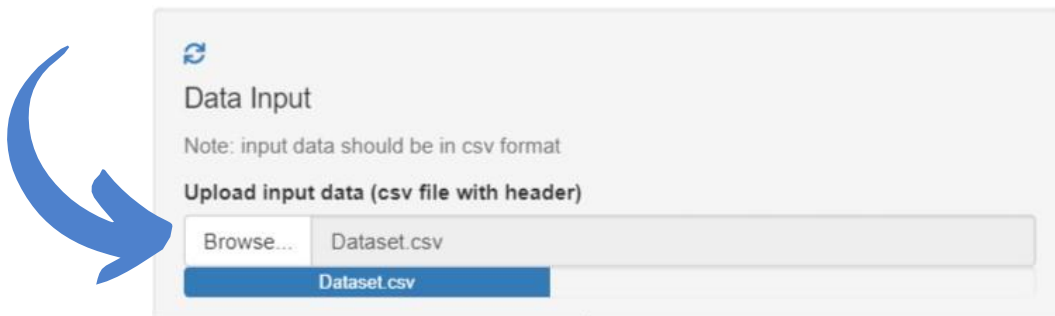 Data Input
Note: input data should be in csv format
Upload input data (csv file with header)
Browse... Dataset.csv
Dataset.csv